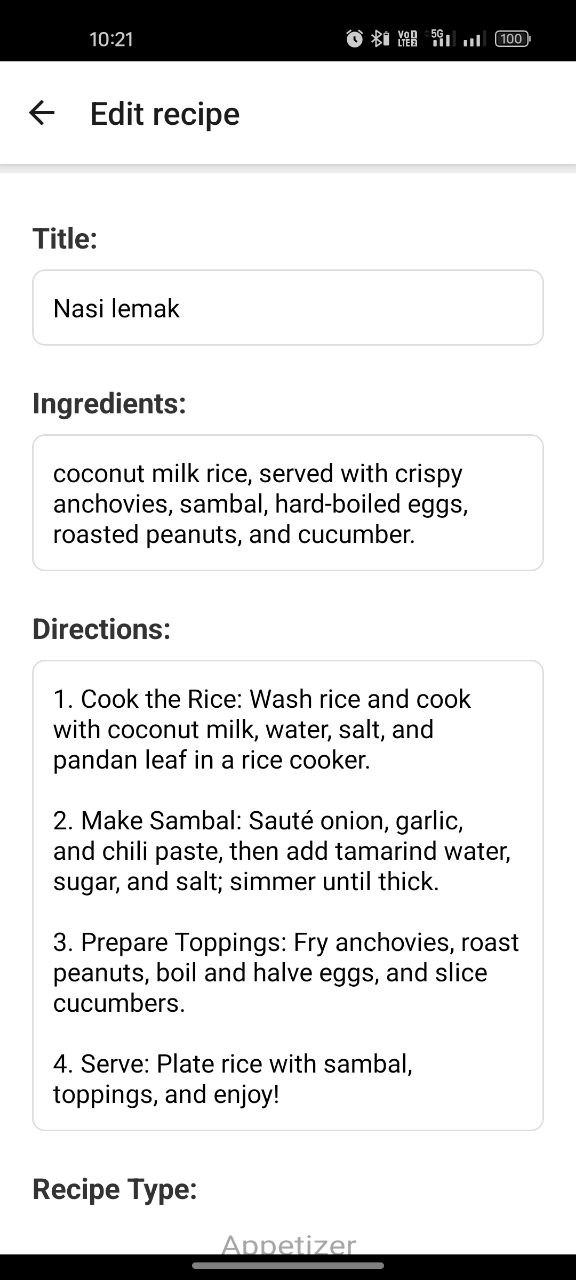 10:21
VoD
LTE2
5G
100
Edit recipe
Title:
Nasi lemak
Ingredients:
coconut milk rice, served with crispy
anchovies, sambal, hard-boiled eggs,
roasted peanuts, and cucumber.
Directions:
1. Cook the Rice: Wash rice and cook
with coconut milk, water, salt, and
pandan leaf in a rice cooker.
2. Make Sambal: Sauté onion, garlic,
and chili paste, then add tamarind water,
sugar, and salt; simmer until thick.
3. Prepare Toppings: Fry anchovies, roast
peanuts, boil and halve eggs, and slice
cucumbers.
4. Serve: Plate rice with sambal,
toppings, and enjoy!
Recipe Type:
Appetizer